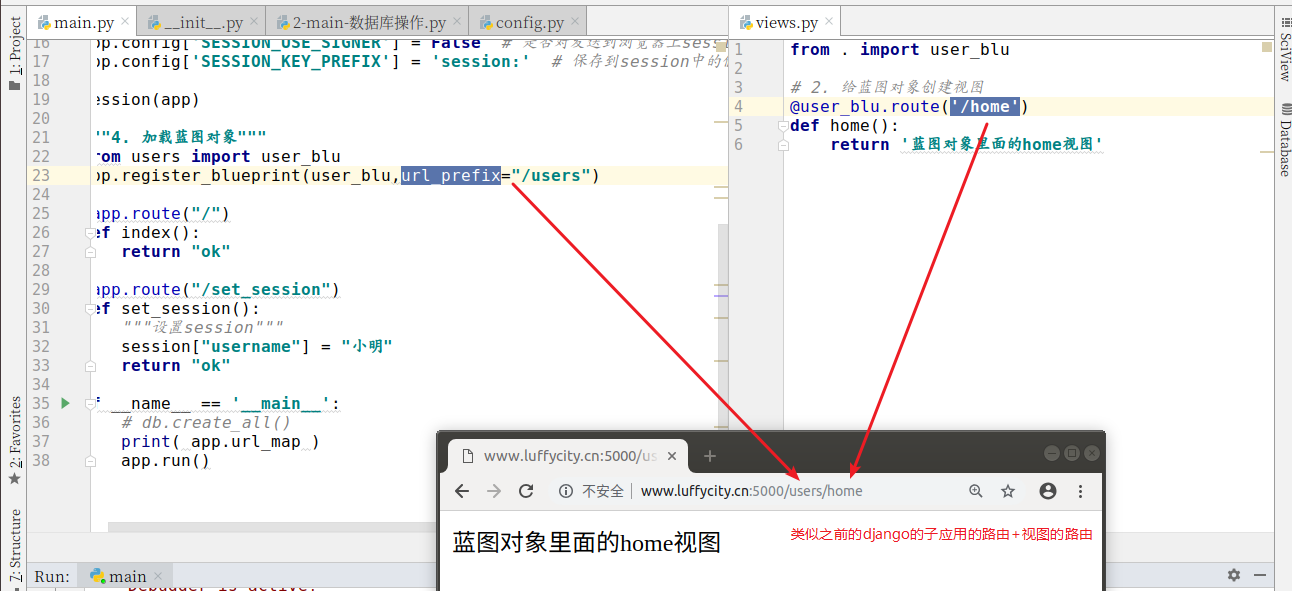 main.py
__init__.py
2-main-数据库操作.py
config.py
views.py
1: Project
2: Favorites
7: Structure
16 pp.config['SESSION_USE_SIGNER'] = False # 是否对发送到浏览器上sess
17 pp.config['SESSION_KEY_PREFIX'] = 'session:' # 保存到session中的
18
19 ession(app)
20
21 ""4. 加载蓝图对象"""
22 rom users import user_blu
23 pp.register_blueprint(user_blu,url_prefix="/users")
24
25 app.route("/")
26 ef index():
27 return "ok"
28
29 app.route("/set_session")
30 ef set_session():
31 """设置session"""
32 session["username"] = "小明"
33 return "ok"
34
35 f __name__ == '__main__':
36 # db.create_all()
37 print( app.url_map )
38 app.run()
1 from . import user_blu
2
3 # 2. 给蓝图对象创建视图
4 @user_blu.route('/home')
5 def home():
6 return '蓝图对象里面的home视图'
SciView
Database
www.luffycity.cn:5000/us
不安全 | www.luffycity.cn:5000/users/home
蓝图对象里面的home视图
类似之前的django的子应用的路由+视图的路由
Run: main
Debugger is active!